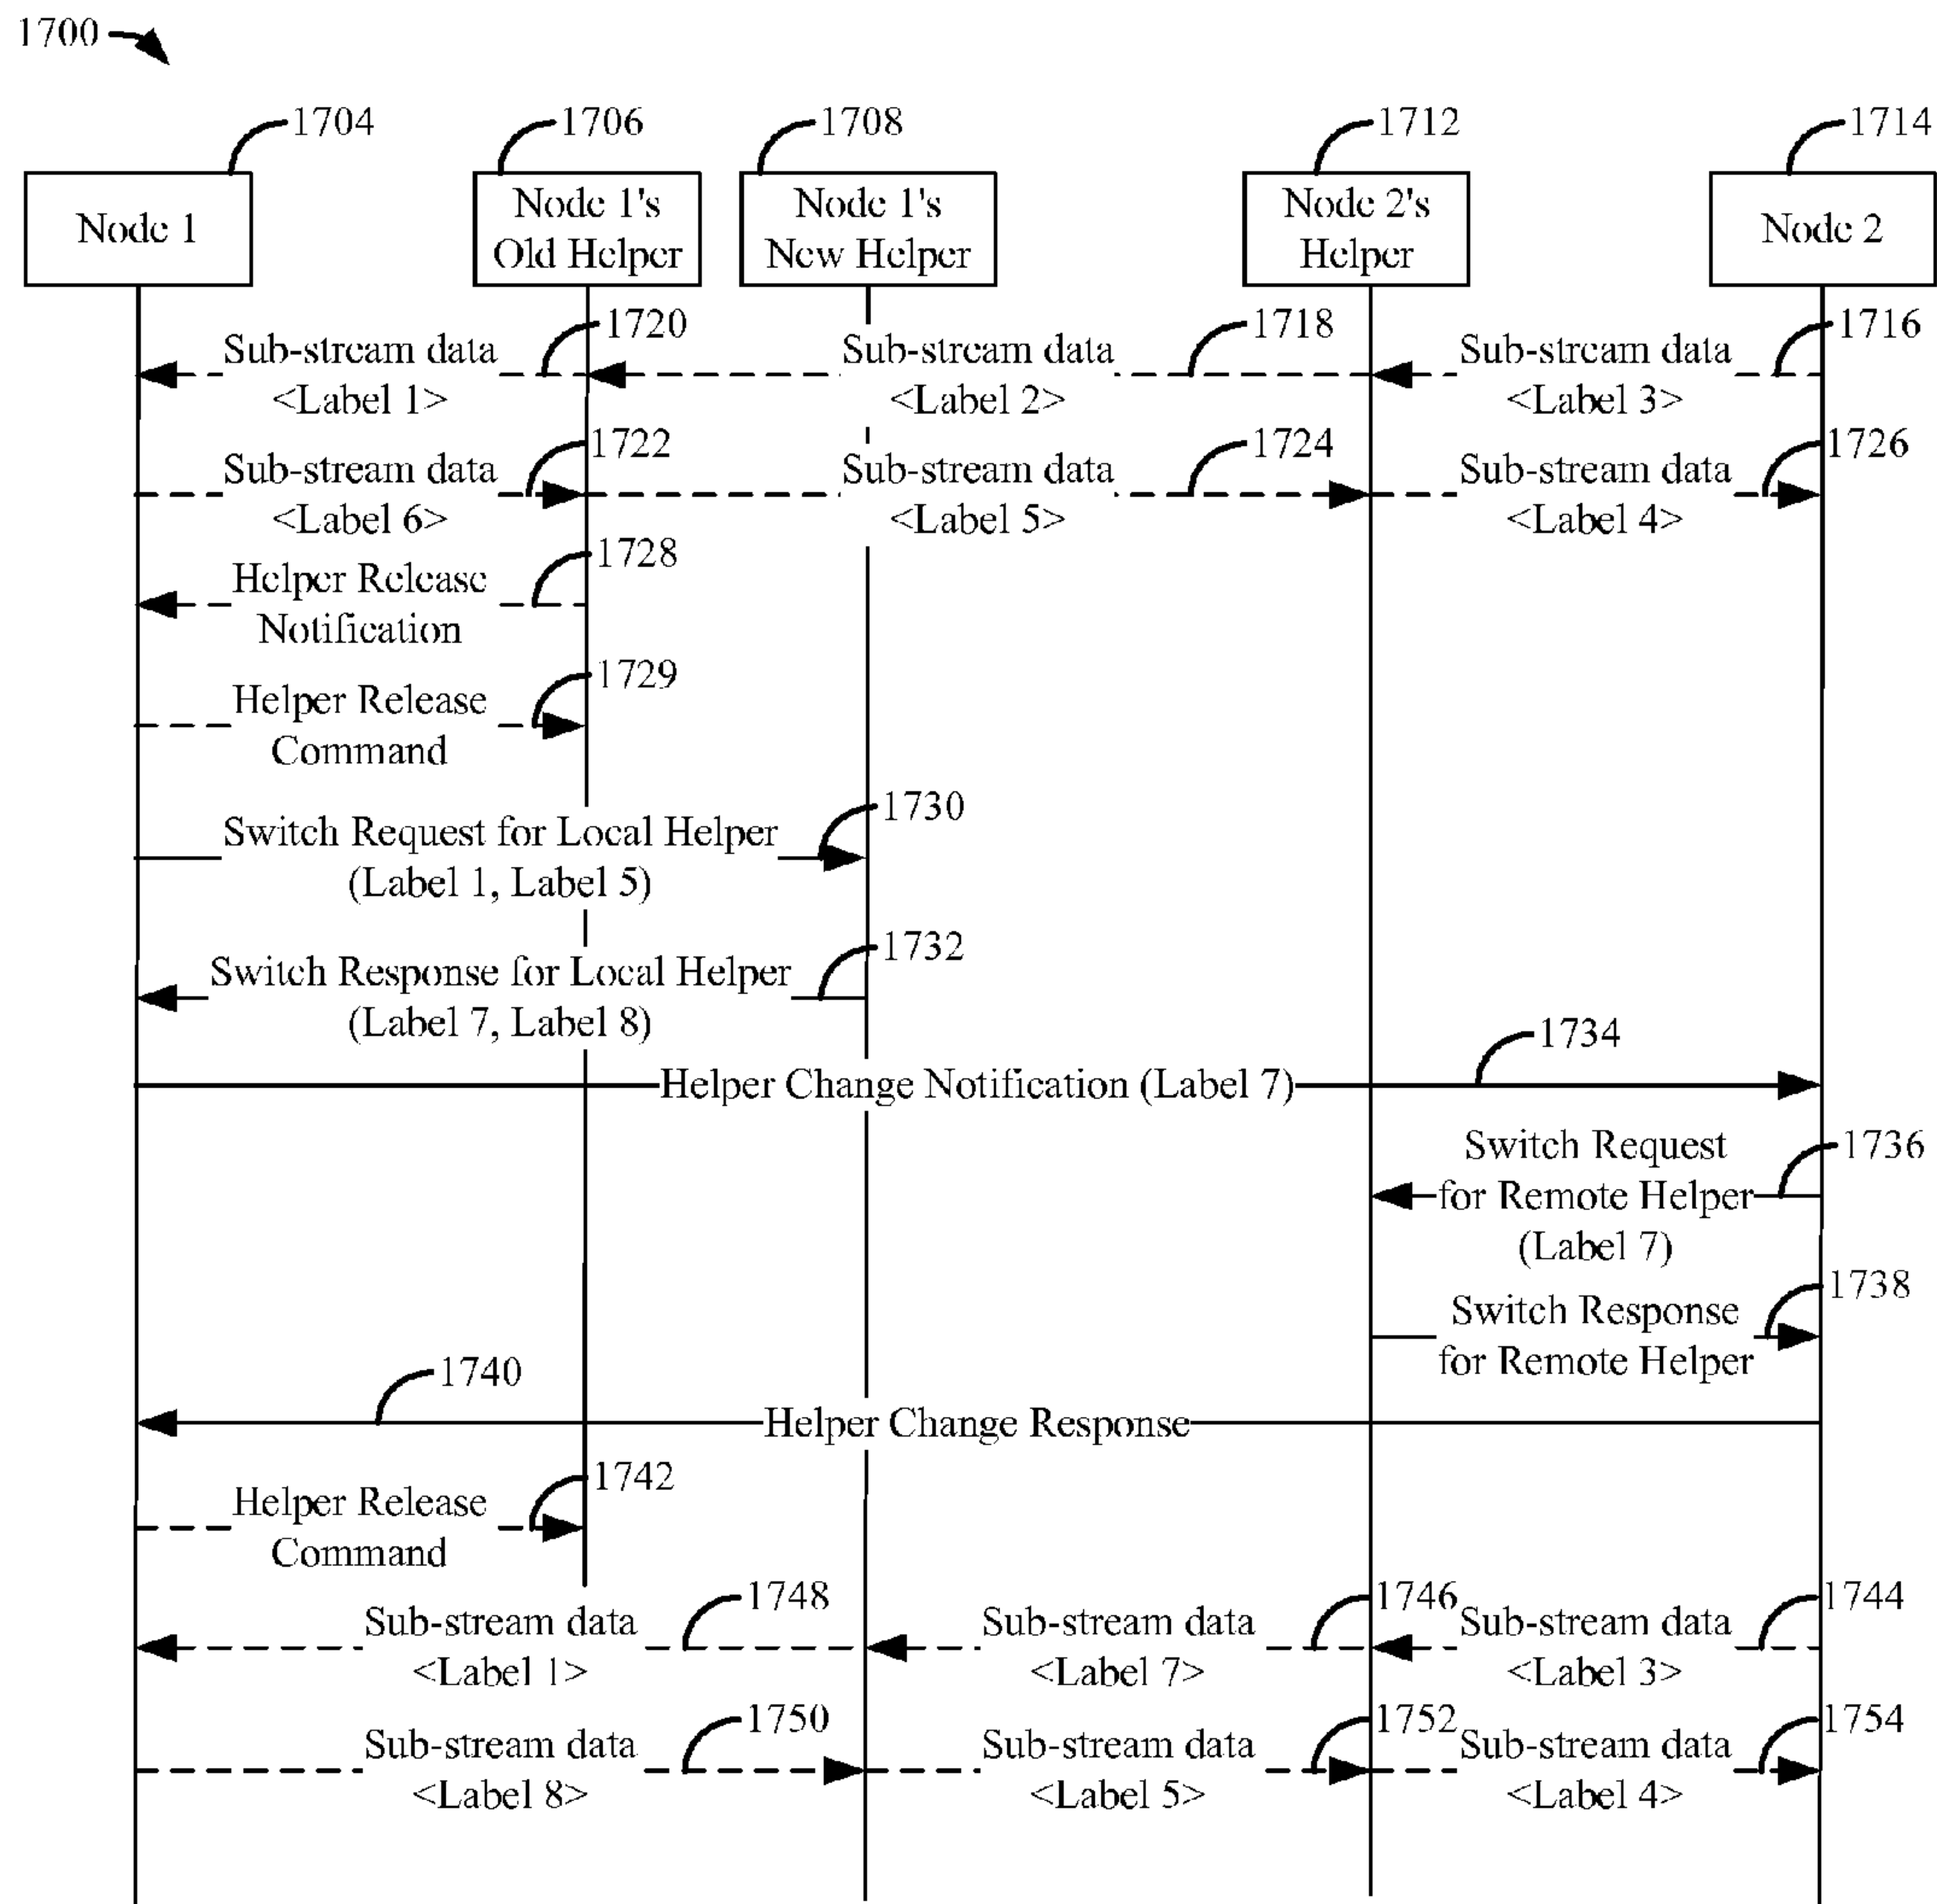 1700
1704
1706
1708
1712
1714
Node 1
Node 1's
Old Helper
Node 1's
New Helper
Node 2's
Helper
Node 2
1720
1718
1716
Sub-stream data
<Label 1>
Sub-stream data
<Label 2>
Sub-stream data
<Label 3>
1722
1724
1726
Sub-stream data
<Label 6>
Sub-stream data
<Label 5>
Sub-stream data
<Label 4>
1728
Helper Release
Notification
1729
Helper Release
Command
1730
Switch Request for Local Helper
(Label 1, Label 5)
1732
Switch Response for Local Helper
(Label 7, Label 8)
1734
Helper Change Notification (Label 7)
1736
Switch Request
for Remote Helper
(Label 7)
1738
Switch Response
for Remote Helper
1740
Helper Change Response
1742
Helper Release
Command
1748
1746
1744
Sub-stream data
<Label 1>
Sub-stream data
<Label 7>
Sub-stream data
<Label 3>
1750
1752
1754
Sub-stream data
<Label 8>
Sub-stream data
<Label 5>
Sub-stream data
<Label 4>